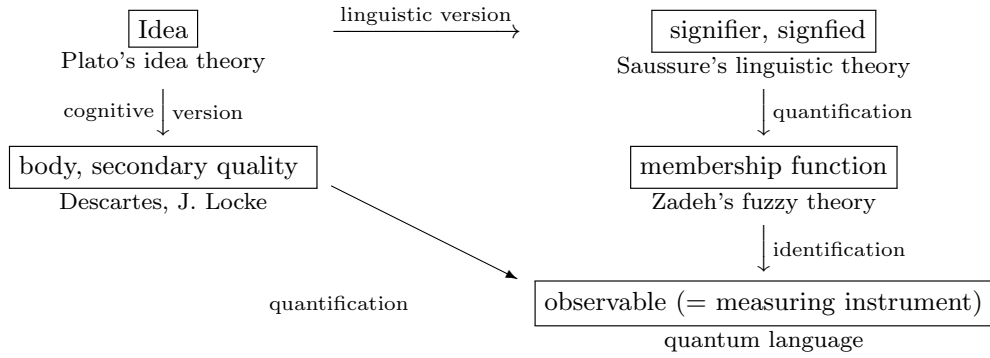 Idea linguistic version signifier, signfied
Plato's idea theory Saussure's linguistic theory
cognitive version quantification
body, secondary quality membership function
Descartes, J. Locke Zadeh's fuzzy theory
identification
quantification observable (= measuring instrument)
quantum language